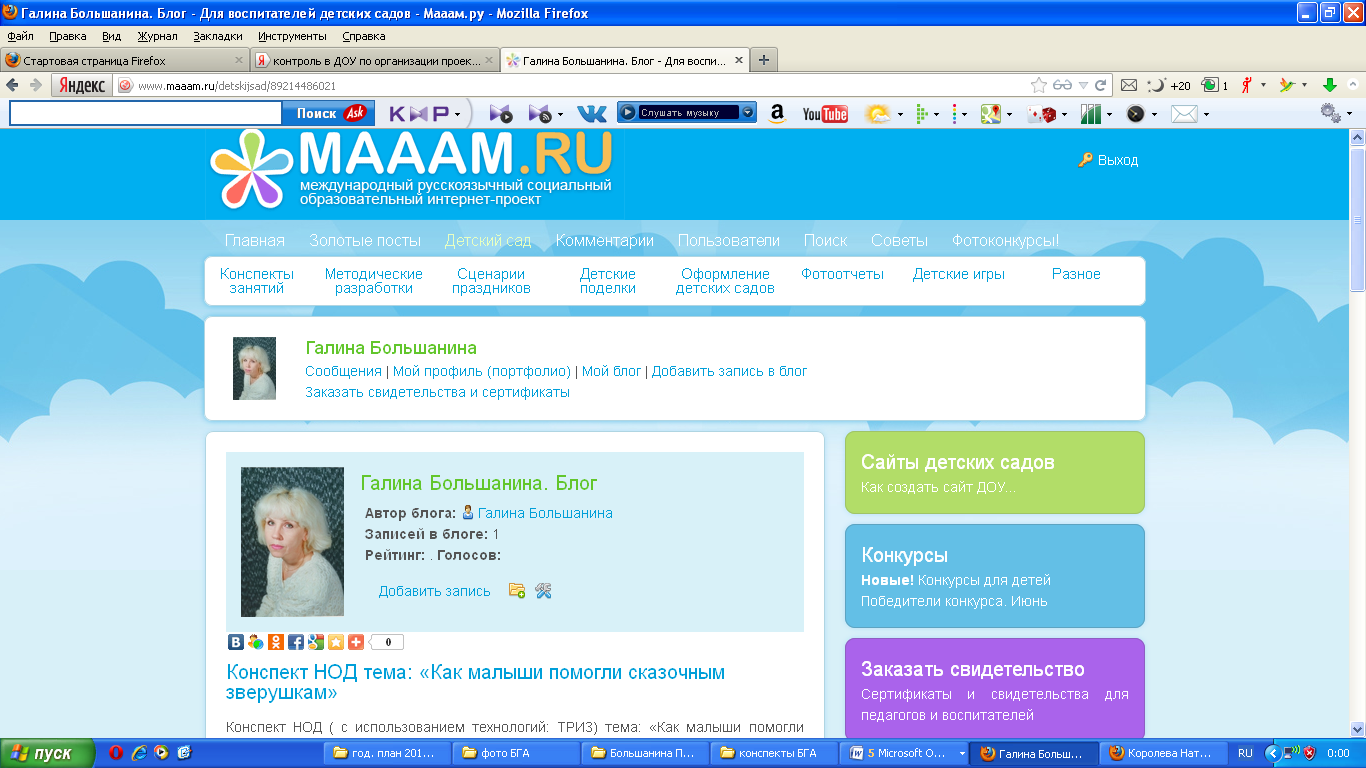 Галина Большанина. Блог - Для воспитателей детских садов - Maaam.ру - Mozilla Firefox
Файл Правка Вид Журнал Закладки Инструменты Справка
Стартовая страница Firefox
контроль в ДОУ по организации проек...
Галина Большанина. Блог - Для воспи...
Яндекс
www.maaam.ru/detskijsad/89214486021
+20
1
Поиск Ask
Слушать музыку
a
YouTube
MAAAM.RU
международный русскоязычный социальный
образовательный интернет-проект
Выход
Главная Золотые посты Детский сад Комментарии Пользователи Поиск Советы Фотоконкурсы!
Конспекты занятий
Методические разработки
Сценарии праздников
Детские поделки
Оформление детских садов
Фотоотчеты
Детские игры
Разное
Галина Большанина
Сообщения | Мой профиль (портфолио) | Мой блог | Добавить запись в блог
Заказать свидетельства и сертификаты
Галина Большанина. Блог
Автор блога: Галина Большанина
Записей в блоге: 1
Рейтинг: . Голосов:
Добавить запись
0
Конспект НОД тема: «Как малыши помогли сказочным
зверушкам»
Конспект НОД ( с использованием технологий: ТРИЗ) тема: «Как малыши помогли
Сайты детских садов
Как создать сайт ДОУ...
Конкурсы
Новые! Конкурсы для детей
Победители конкурса. Июнь
Заказать свидетельство
Сертификаты и свидетельства для
педагогов и воспитателей
пуск
год. план 201...
фото БГА
Большанина П...
конспекты БГА
5 Microsoft O...
Галина Больш...
Королева Нат...
RU
0:00